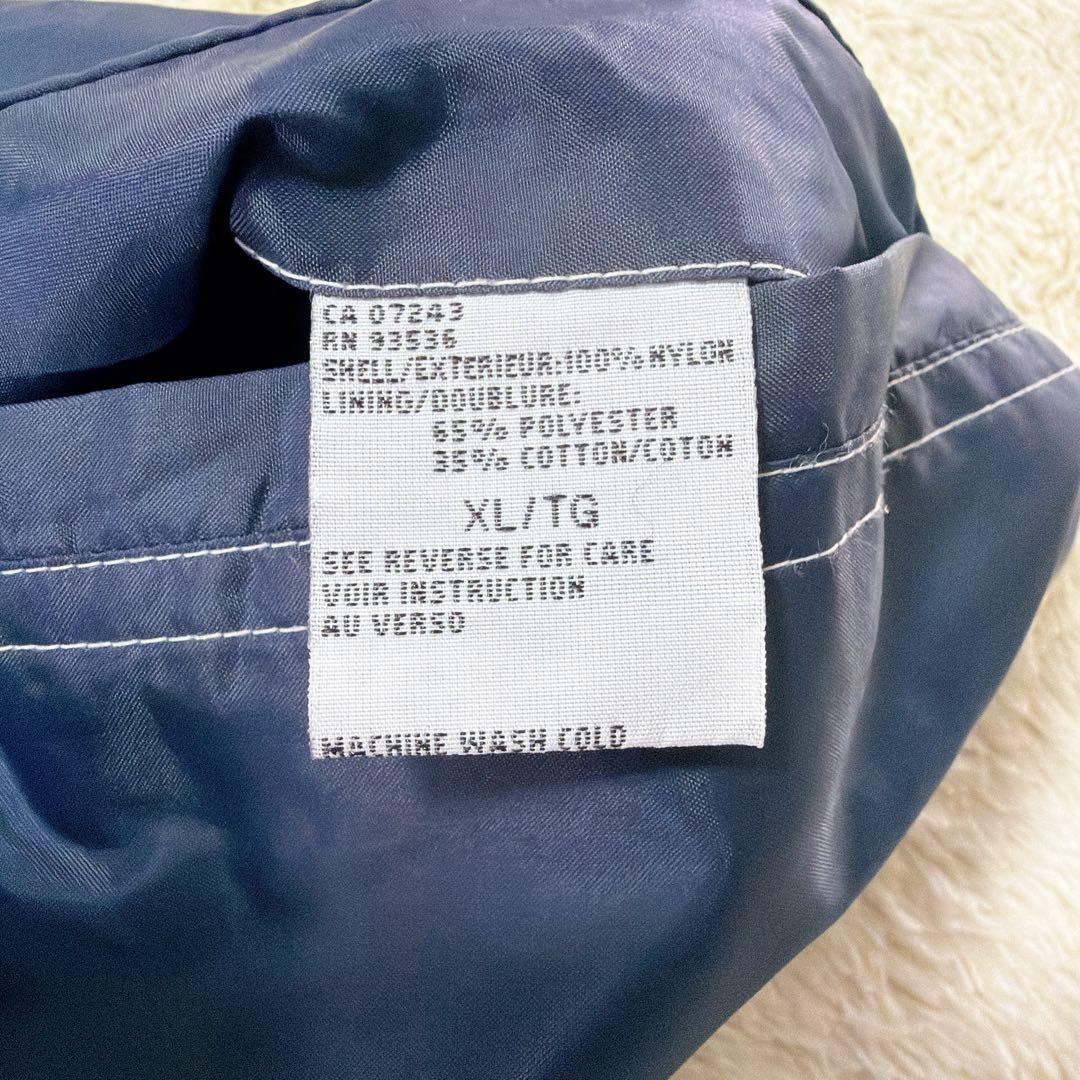 CA 07243
RN 93536
SHELL/EXTERIEUR:100% NYLON
LINING/DOUBLURE:
65% POLYESTER
35% COTTON/COTON
XL/TG
SEE REVERSE FOR CARE
VOIR INSTRUCTION
AU VERSO
MACHINE WASH COLD